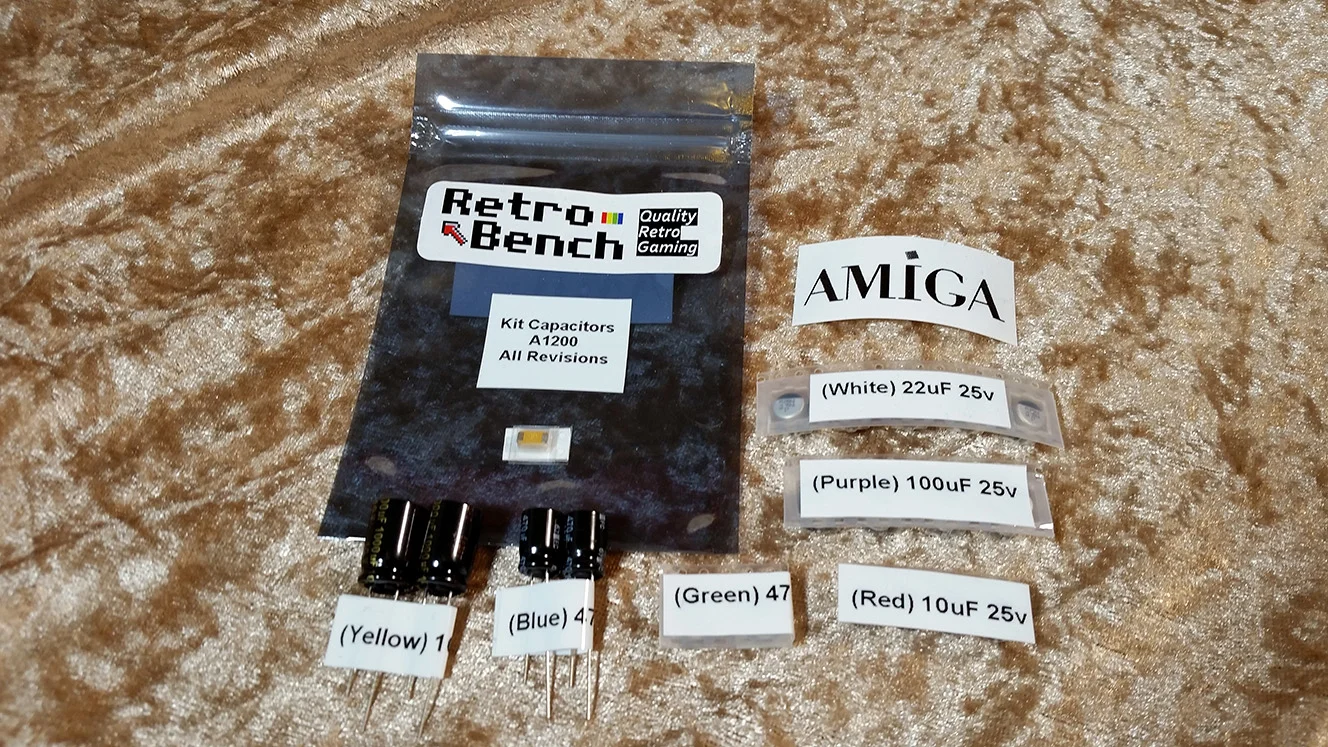 Retro
Bench
Quality
Retro
Gaming
Kit Capacitors
A1200
All Revisions
AMIGA
(White) 22uF 25v
(Purple) 100uF 25v
(Green) 47
(Red) 10uF 25v
(Blue) 47
(Yellow) 10